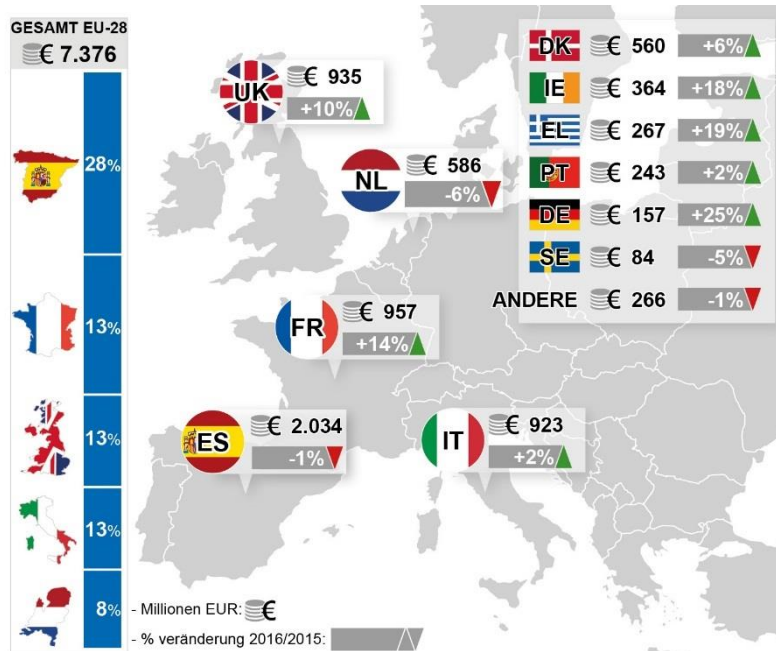 GESAMT EU-28
€ 7.376
28%
13%
13%
13%
8%
UK
€ 935
+10%
NL
€ 586
-6%
FR
€ 957
+14%
ES
€ 2.034
-1%
IT
€ 923
+2%
DK € 560 +6%
IE € 364 +18%
EL € 267 +19%
PT € 243 +2%
DE € 157 +25%
SE € 84 -5%
ANDERE € 266 -1%
- Millionen EUR: €
- % veränderung 2016/2015: